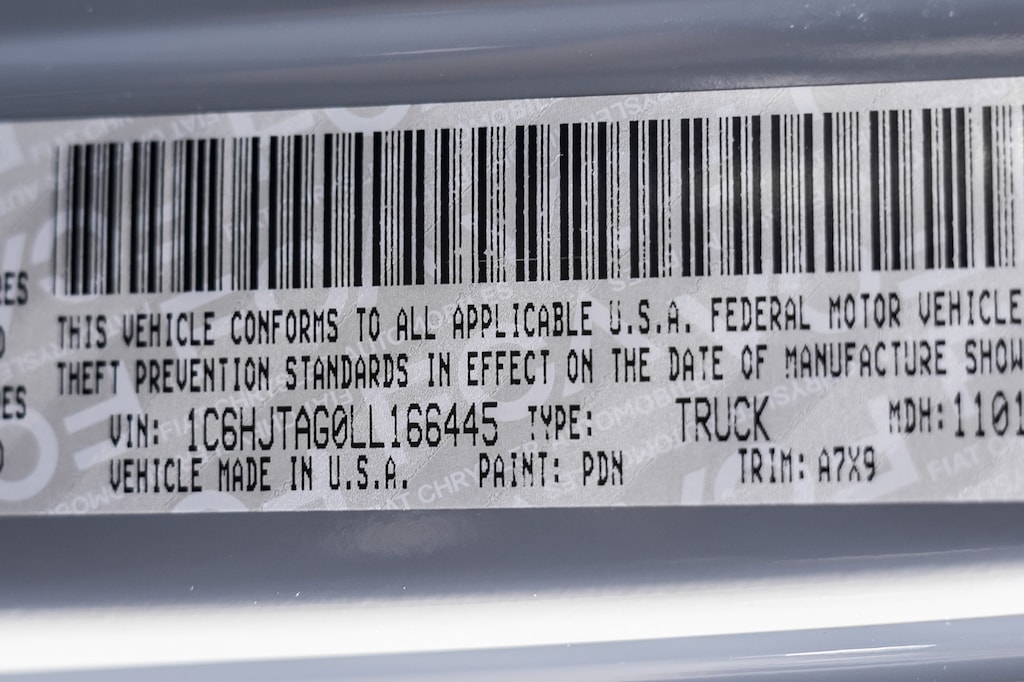 RES
THIS VEHICLE CONFORMS TO ALL APPLICABLE U.S.A. FEDERAL MOTOR VEHICLE
THEFT PREVENTION STANDARDS IN EFFECT ON THE DATE OF MANUFACTURE SHOW
VIN: 1C6HJTAG0LL166445 TYPE: TRUCK MDH: 1101
VEHICLE MADE IN U.S.A. PAINT: PDN TRIM: A7X9